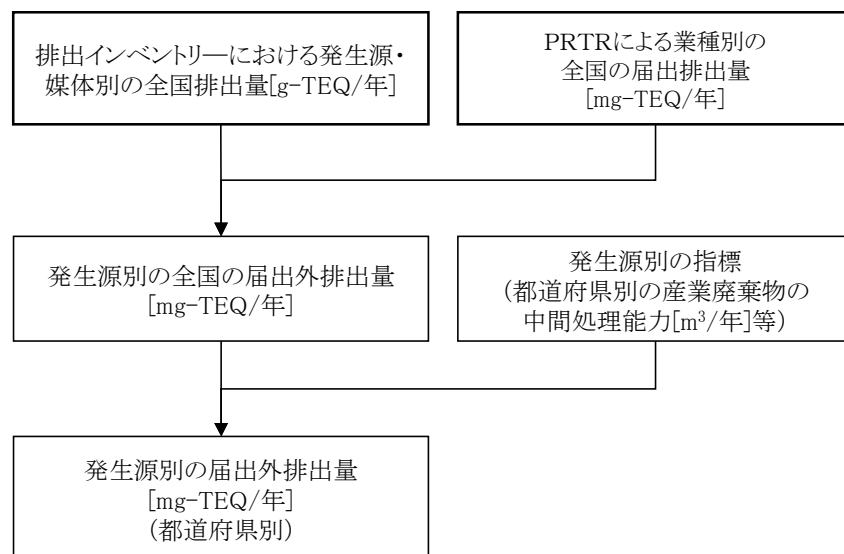 排出インベントリーにおける発生源・
媒体別の全国排出量[g-TEQ/年]
PRTRによる業種別の
全国の届出排出量
[mg-TEQ/年]
発生源別の全国の届出外排出量
[mg-TEQ/年]
発生源別の指標
(都道府県別の産業廃棄物の
中間処理能力[m³/年]等)
発生源別の届出外排出量
[mg-TEQ/年]
(都道府県別)